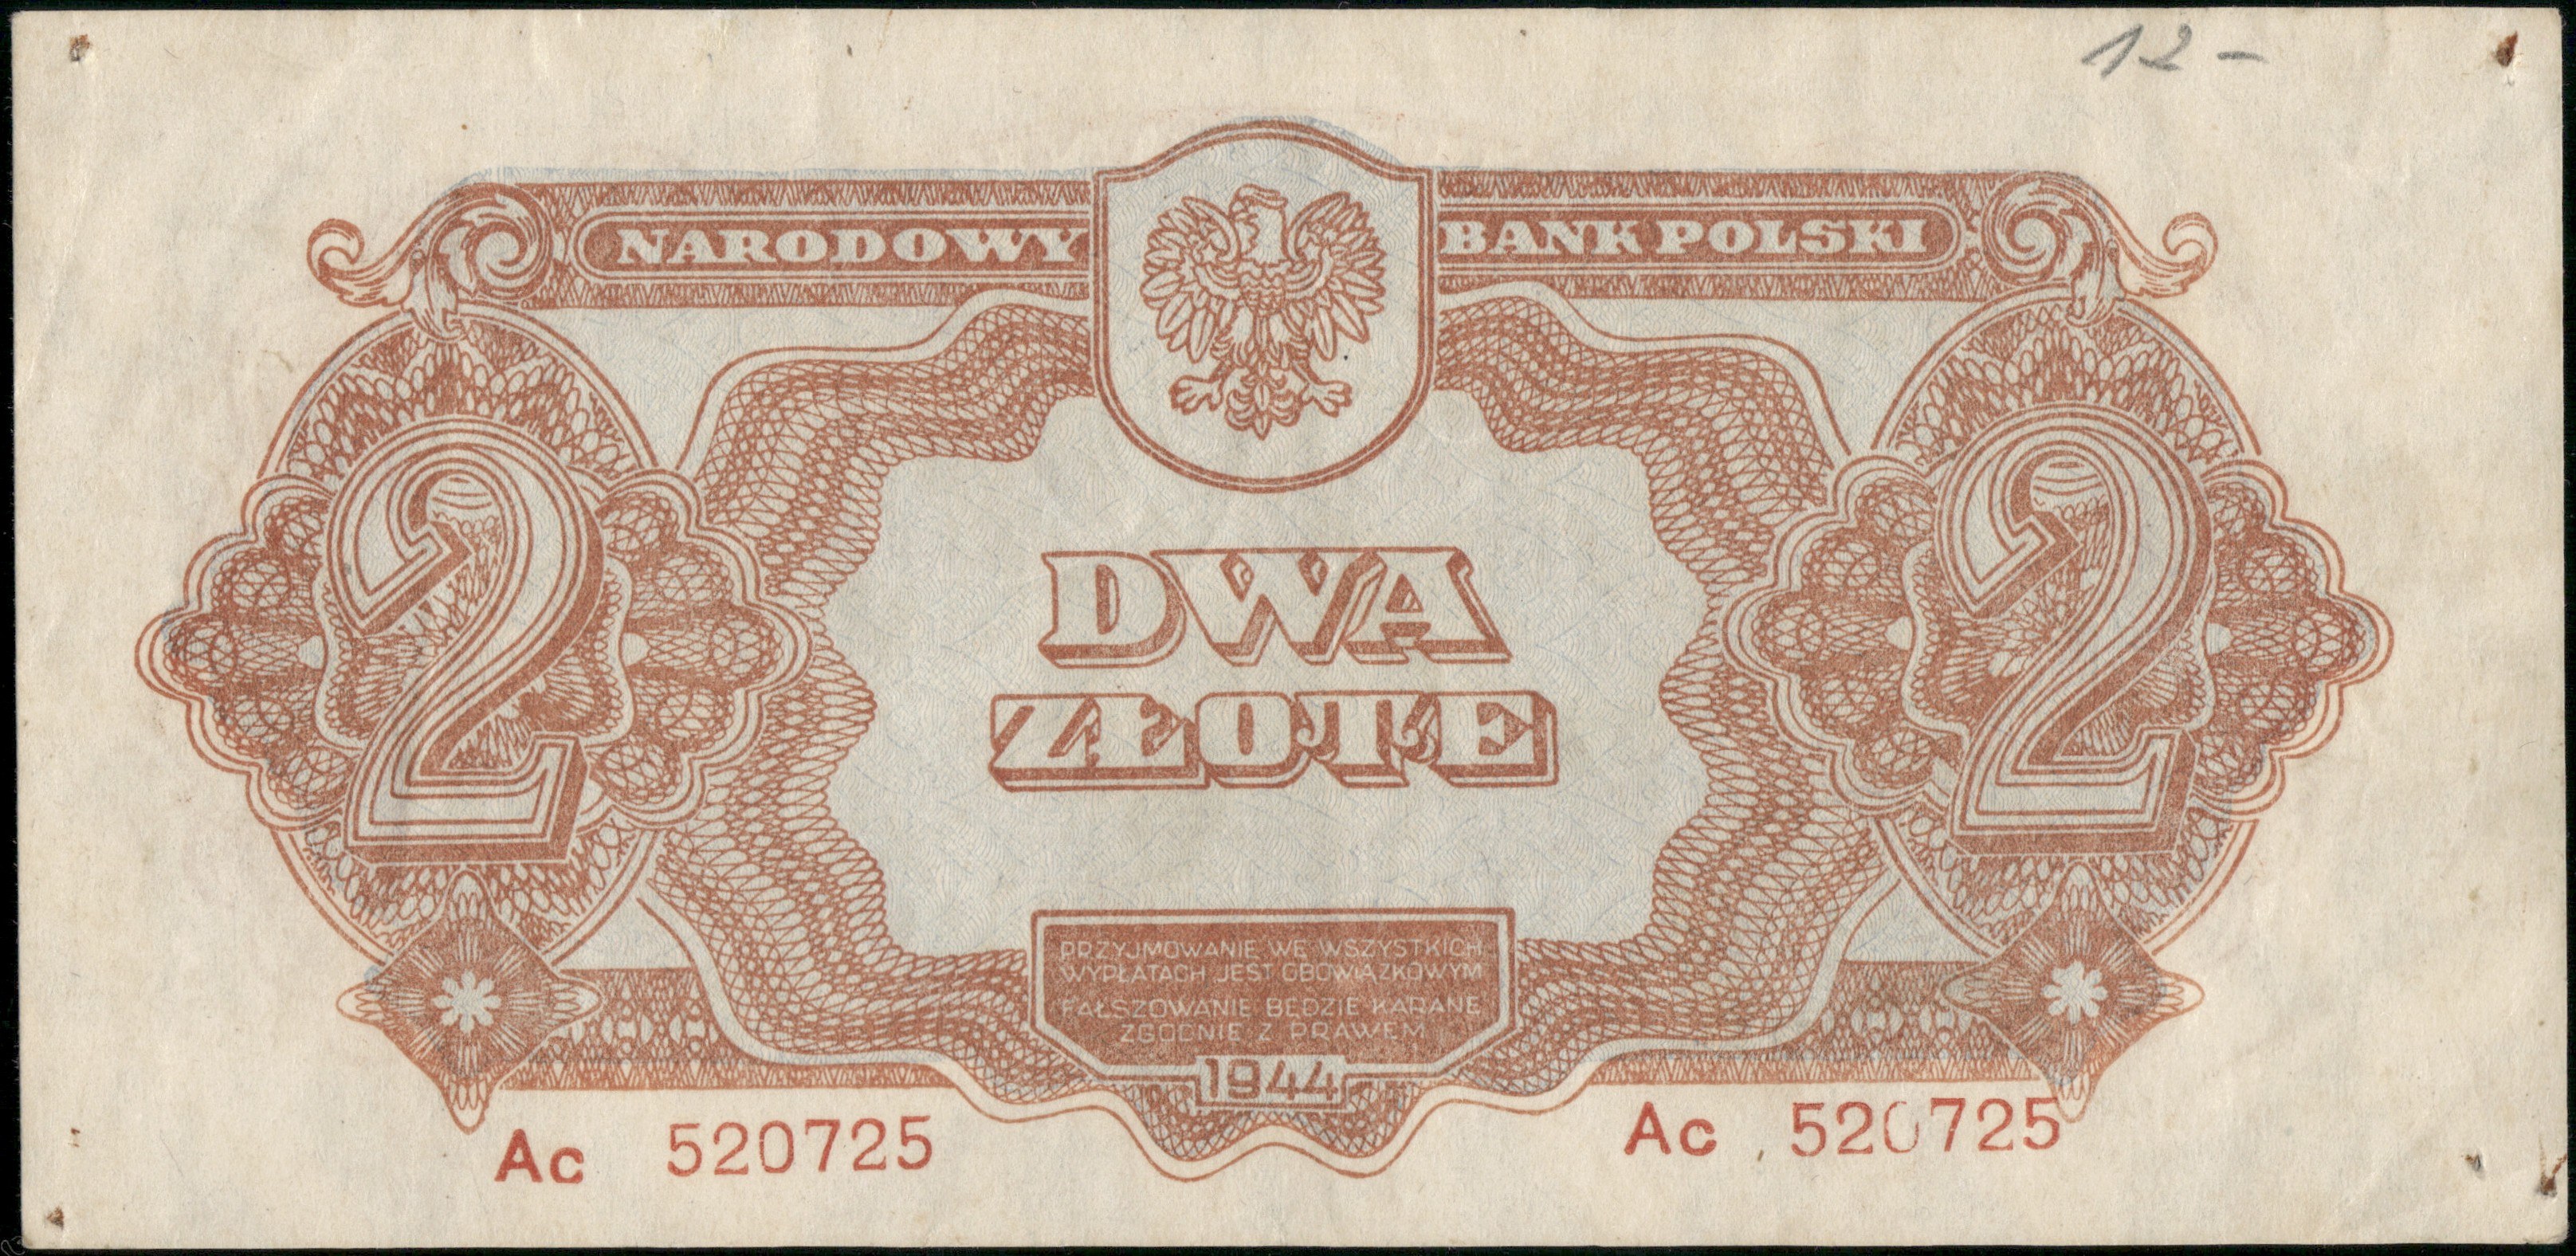 12-
NARODOWY BANK POLSKI
2 2
DWA
ZŁOTE
PRZYJMOWANIE WE WSZYSTKICH
WYPŁATACH JEST OBOWIĄZKOWYM
FAŁSZOWANIE BĘDZIE KARANE
ZGODNIE Z PRAWEM
1944
Ac 520725
Ac 520725